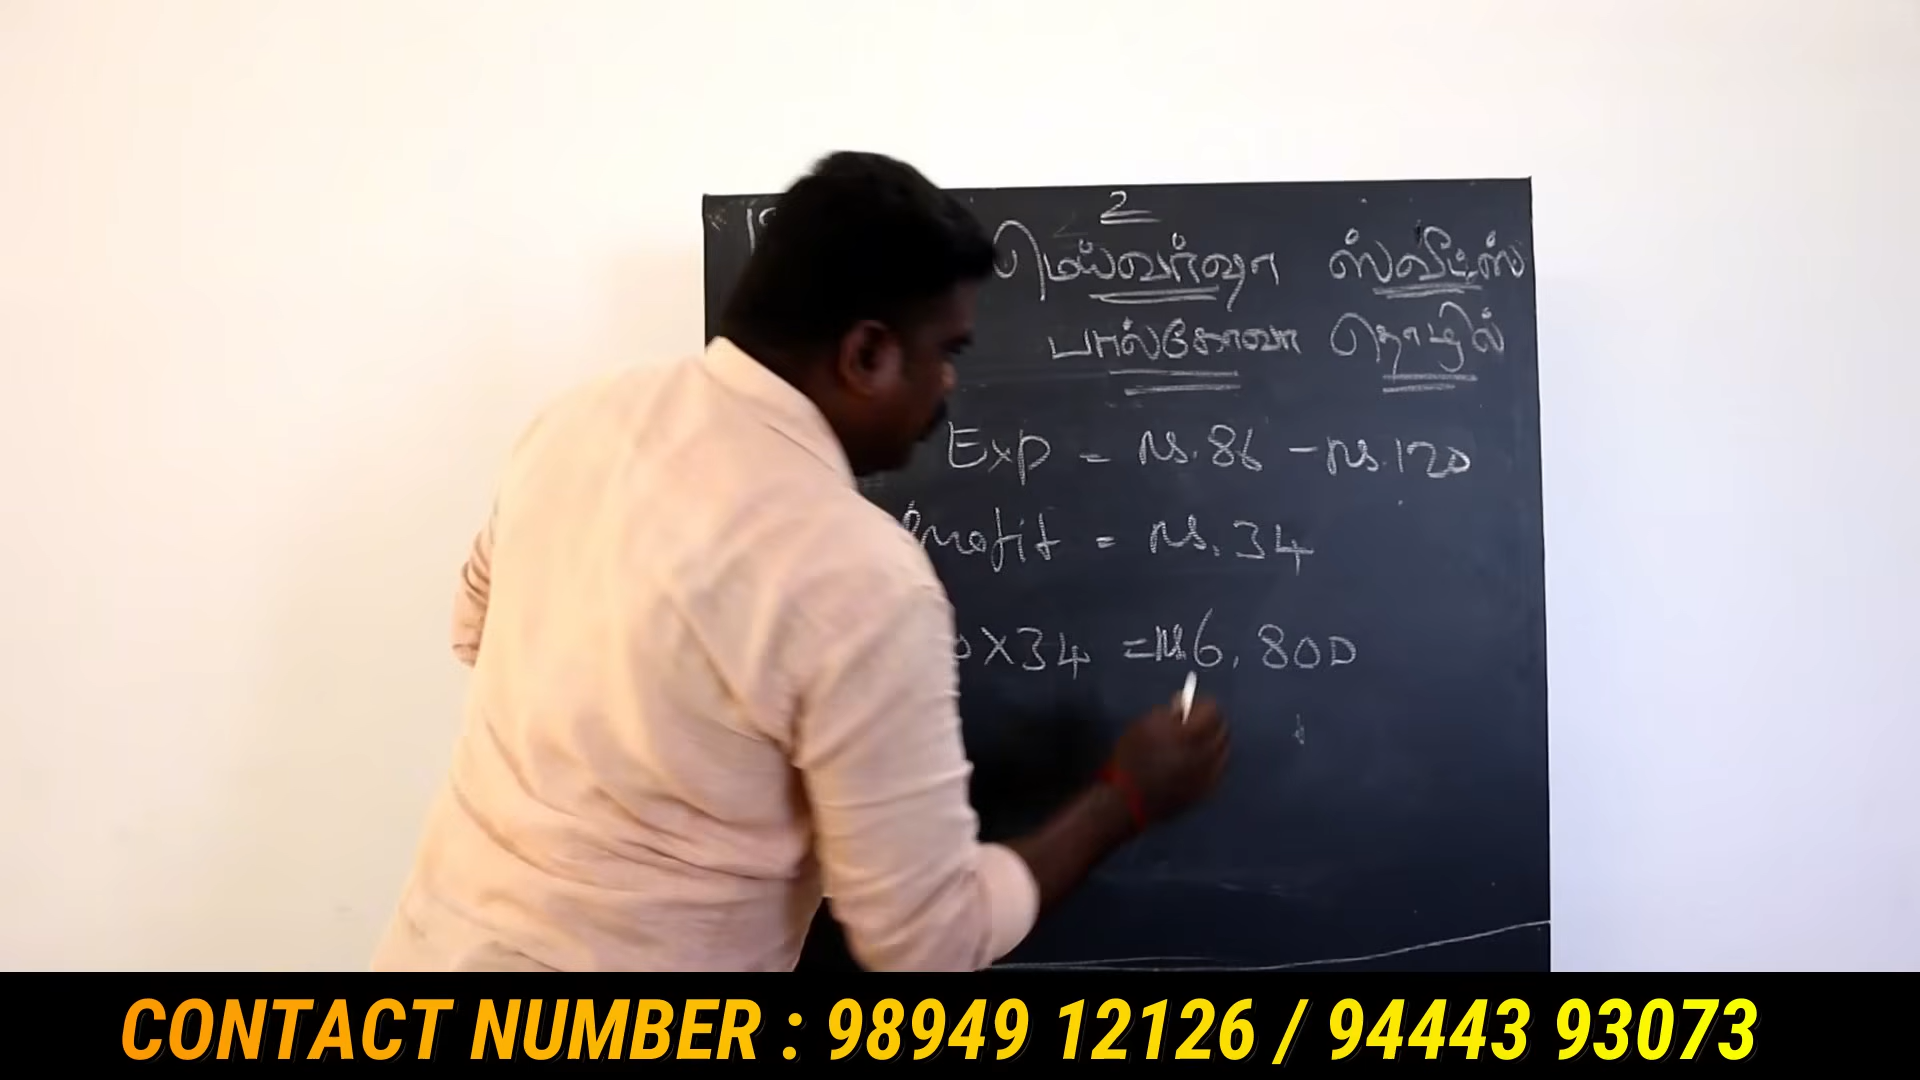 2
மெய்வர்ஷா ஸ்வீட்ஸ்
பால்கோவா தொழில்
Exp = Rs. 86 - Rs. 120
Profit = Rs. 34
X 34 = Rs. 6,800
CONTACT NUMBER : 98949 12126 / 94443 93073